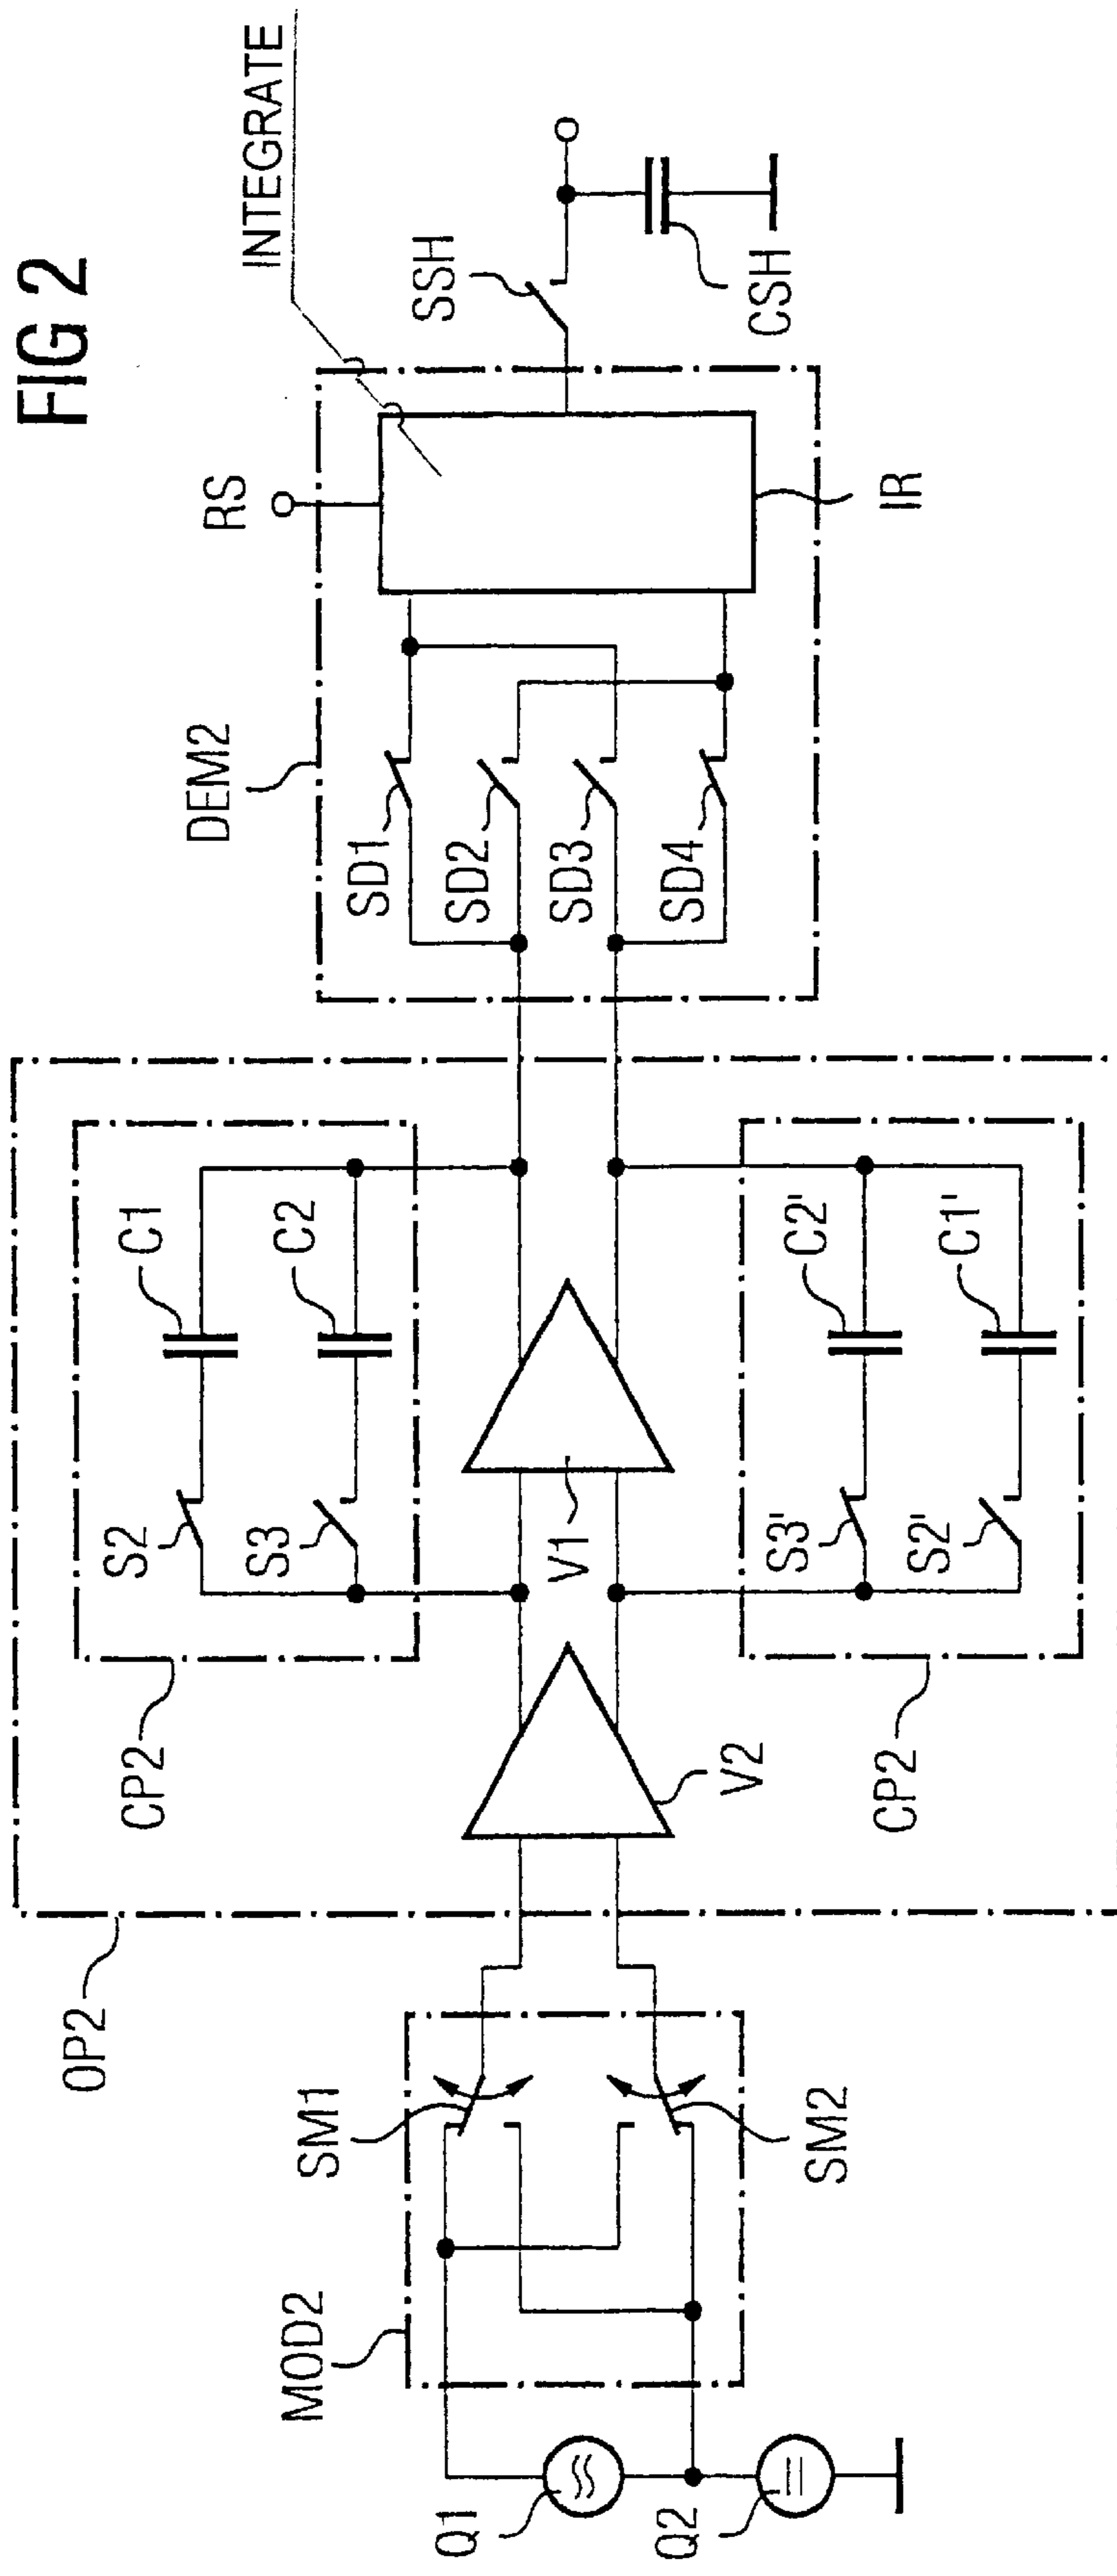 FIG 2
INTEGRATE
RS
SSH
CSH
IR
DEM2
SD1
SD2
SD3
SD4
C1
C2
C2'
C1'
S2
S3
V1
S3'
S2'
CP2
V2
CP2
OP2
SM1
SM2
MOD2
Q1
Q2